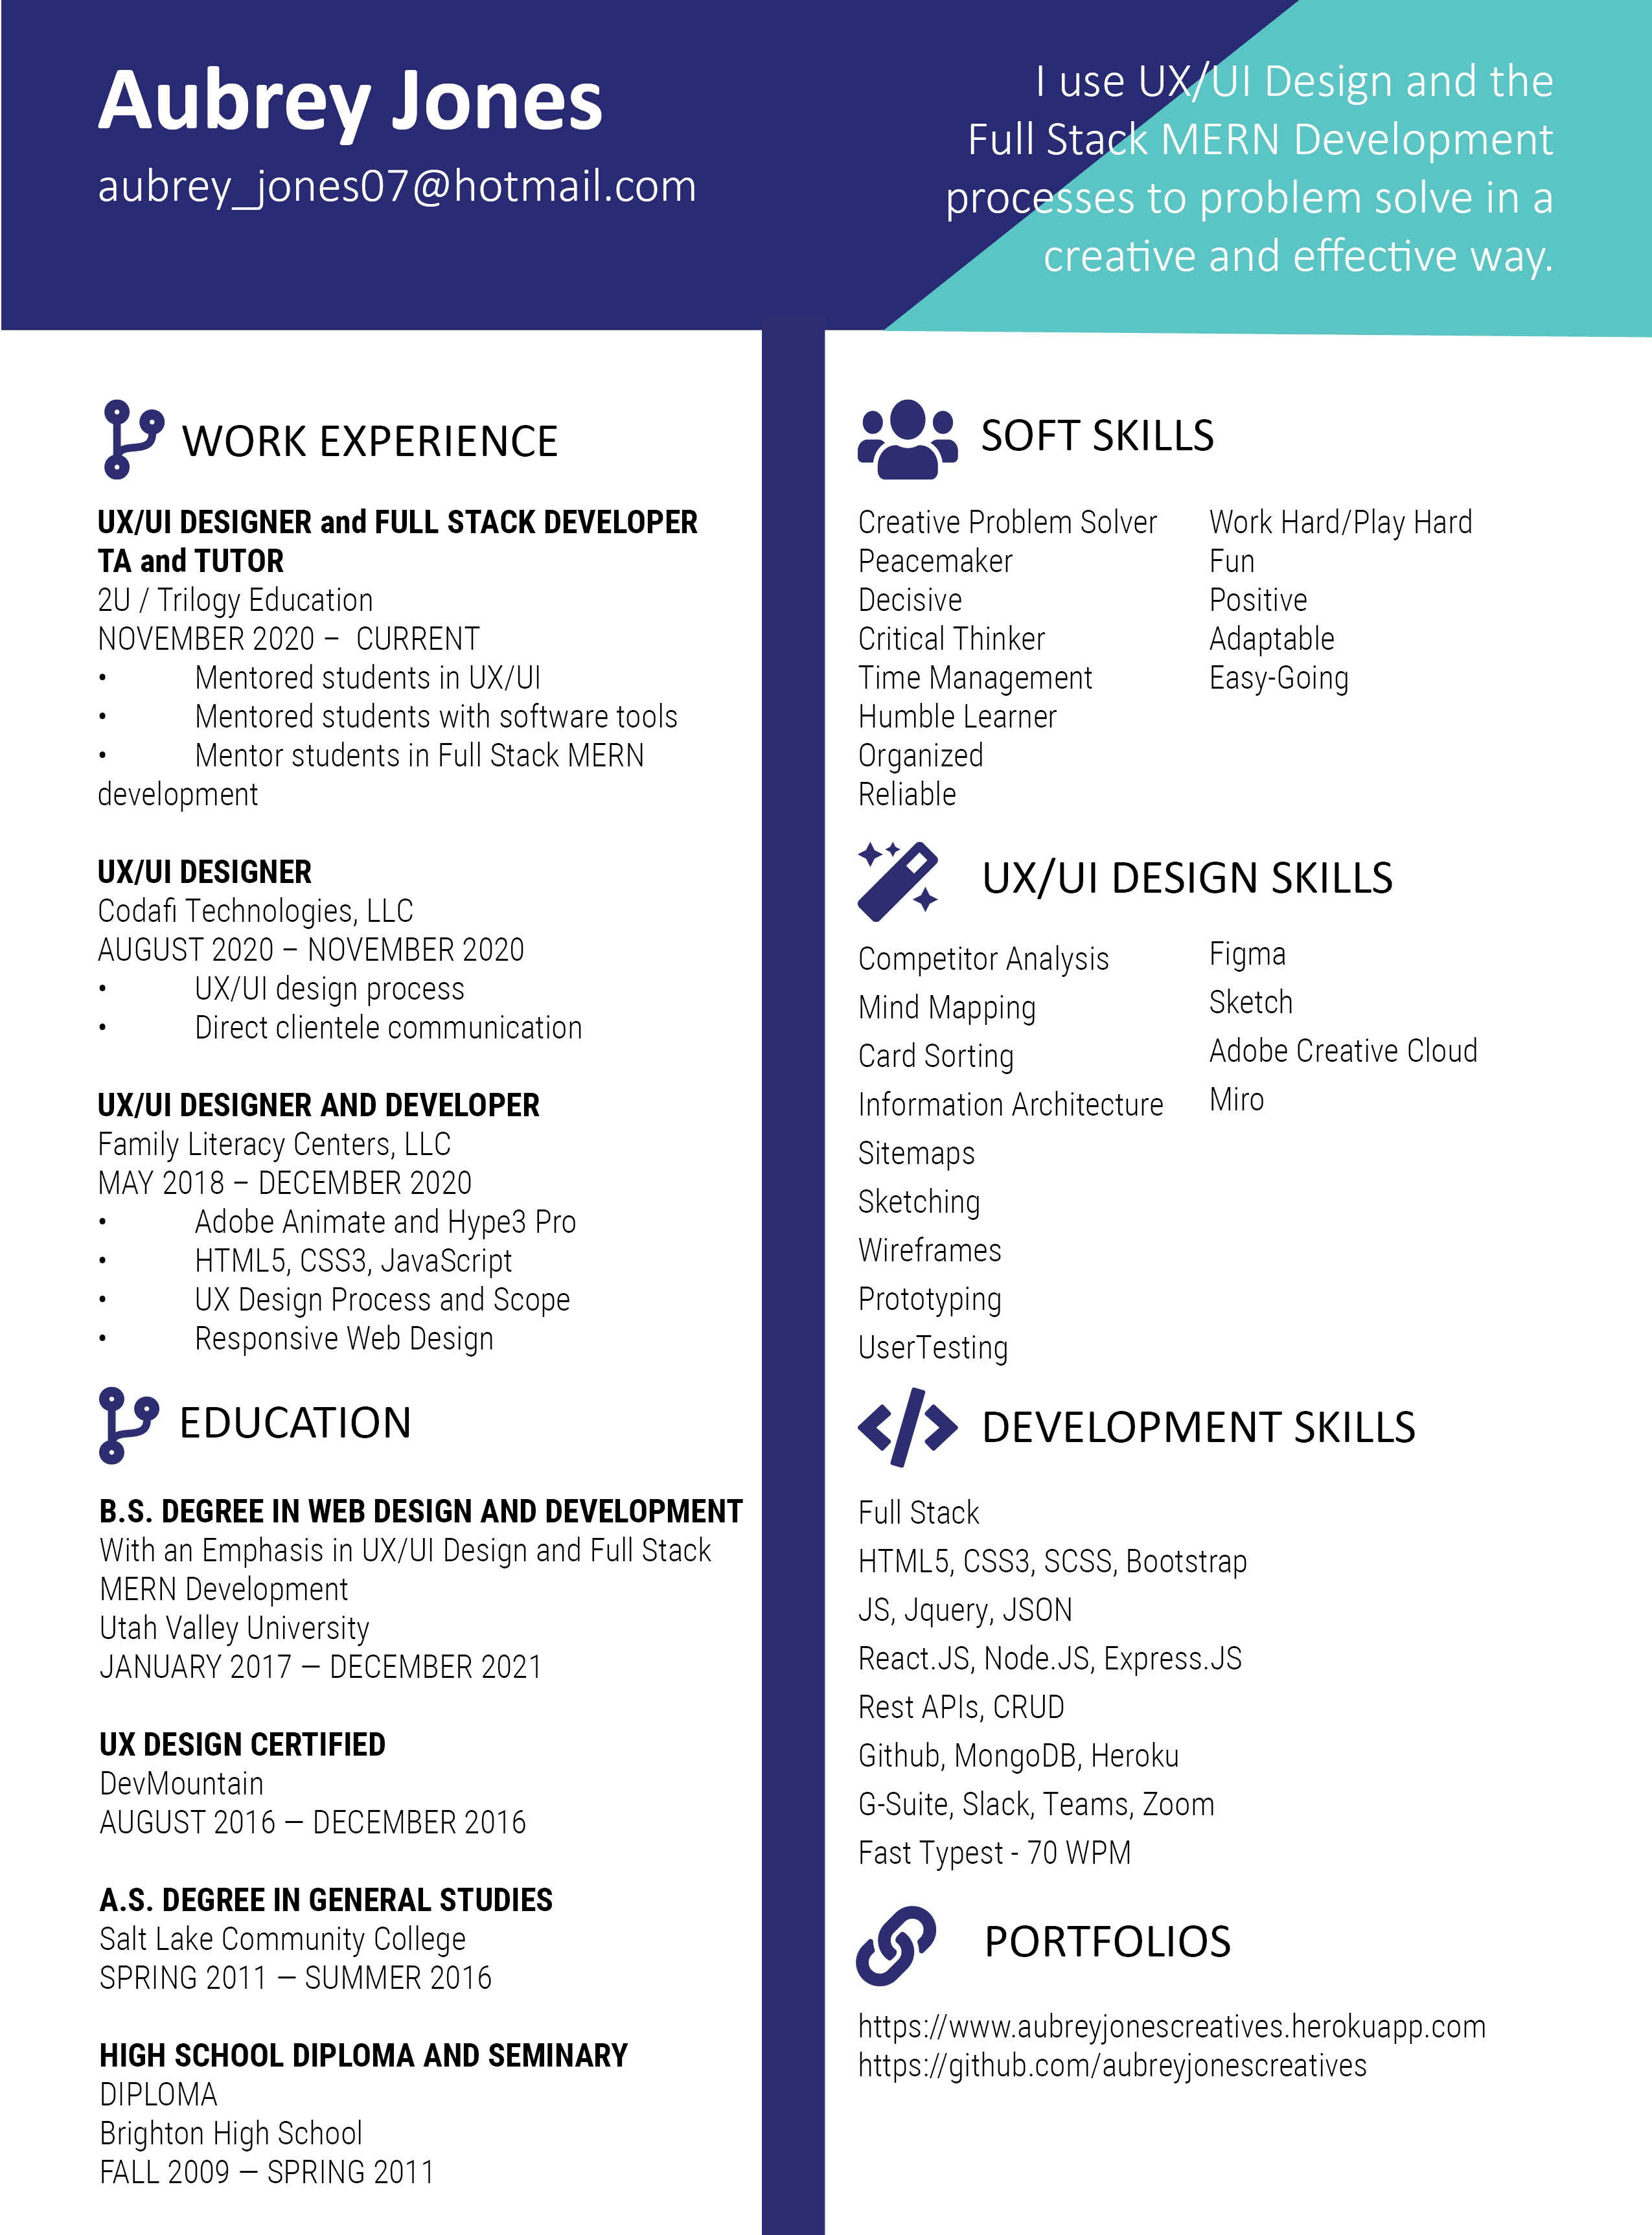 Aubrey Jones
aubrey_jones07@hotmail.com
I use UX/UI Design and the
Full Stack MERN Development
processes to problem solve in a
creative and effective way.
WORK EXPERIENCE
UX/UI DESIGNER and FULL STACK DEVELOPER
TA and TUTOR
2U / Trilogy Education
NOVEMBER 2020 – CURRENT
• Mentored students in UX/UI
• Mentored students with software tools
• Mentor students in Full Stack MERN
development
UX/UI DESIGNER
Codafi Technologies, LLC
AUGUST 2020 – NOVEMBER 2020
• UX/UI design process
• Direct clientele communication
UX/UI DESIGNER AND DEVELOPER
Family Literacy Centers, LLC
MAY 2018 – DECEMBER 2020
• Adobe Animate and Hype3 Pro
• HTML5, CSS3, JavaScript
• UX Design Process and Scope
• Responsive Web Design
EDUCATION
B.S. DEGREE IN WEB DESIGN AND DEVELOPMENT
With an Emphasis in UX/UI Design and Full Stack
MERN Development
Utah Valley University
JANUARY 2017 — DECEMBER 2021
UX DESIGN CERTIFIED
DevMountain
AUGUST 2016 — DECEMBER 2016
A.S. DEGREE IN GENERAL STUDIES
Salt Lake Community College
SPRING 2011 — SUMMER 2016
HIGH SCHOOL DIPLOMA AND SEMINARY
DIPLOMA
Brighton High School
FALL 2009 — SPRING 2011
SOFT SKILLS
Creative Problem Solver
Peacemaker
Decisive
Critical Thinker
Time Management
Humble Learner
Organized
Reliable
Work Hard/Play Hard
Fun
Positive
Adaptable
Easy-Going
UX/UI DESIGN SKILLS
Competitor Analysis
Mind Mapping
Card Sorting
Information Architecture
Sitemaps
Sketching
Wireframes
Prototyping
UserTesting
Figma
Sketch
Adobe Creative Cloud
Miro
DEVELOPMENT SKILLS
Full Stack
HTML5, CSS3, SCSS, Bootstrap
JS, Jquery, JSON
React.JS, Node.JS, Express.JS
Rest APIs, CRUD
Github, MongoDB, Heroku
G-Suite, Slack, Teams, Zoom
Fast Typest - 70 WPM
PORTFOLIOS
https://www.aubreyjonescreatives.herokuapp.com
https://github.com/aubreyjonescreatives